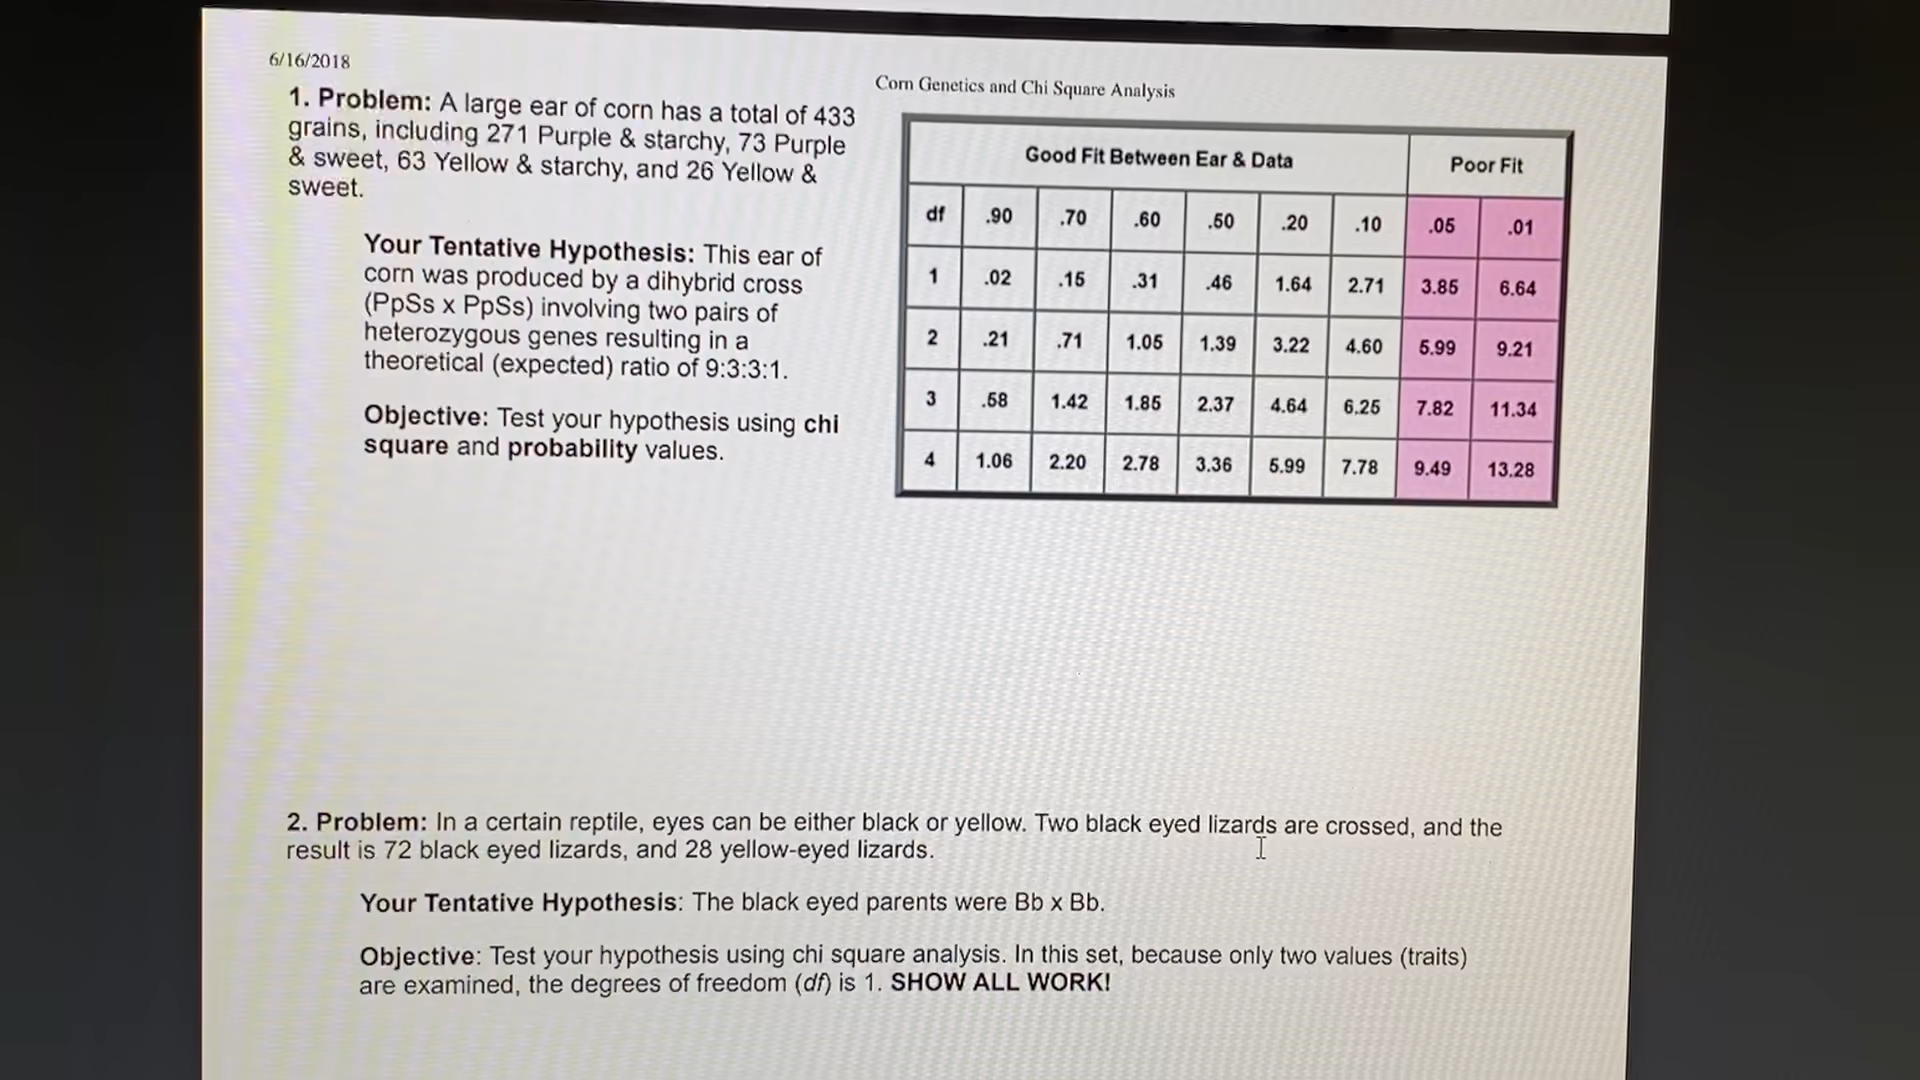 6/16/2018
Corn Genetics and Chi Square Analysis
1. Problem: A large ear of corn has a total of 433
grains, including 271 Purple & starchy, 73 Purple
& sweet, 63 Yellow & starchy, and 26 Yellow &
sweet.
Your Tentative Hypothesis: This ear of
corn was produced by a dihybrid cross
(PpSs x PpSs) involving two pairs of
heterozygous genes resulting in a
theoretical (expected) ratio of 9:3:3:1.
Objective: Test your hypothesis using chi
square and probability values.
Good Fit Between Ear & Data Poor Fit
df .90 .70 .60 .50 .20 .10 .05 .01
1 .02 .15 .31 .46 1.64 2.71 3.85 6.64
2 .21 .71 1.05 1.39 3.22 4.60 5.99 9.21
3 .58 1.42 1.85 2.37 4.64 6.25 7.82 11.34
4 1.06 2.20 2.78 3.36 5.99 7.78 9.49 13.28
2. Problem: In a certain reptile, eyes can be either black or yellow. Two black eyed lizards are crossed, and the
result is 72 black eyed lizards, and 28 yellow-eyed lizards.
Your Tentative Hypothesis: The black eyed parents were Bb x Bb.
Objective: Test your hypothesis using chi square analysis. In this set, because only two values (traits)
are examined, the degrees of freedom (df) is 1. SHOW ALL WORK!